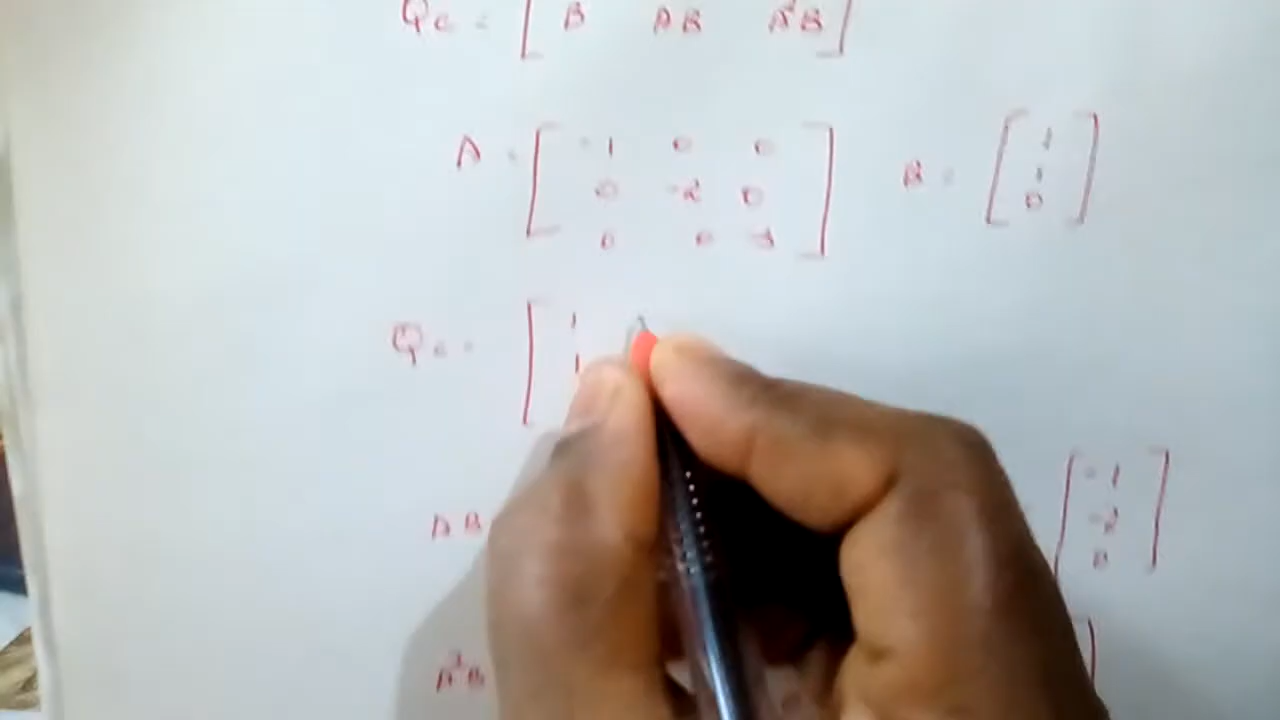 Qc = [ B AB A²B ]
A = [ -1 0 0
0 -2 0
0 0 -3 ]
B = [ 1
1
0 ]
Qc = [ 1
1
AB
[ -1
-2
0 ]
A²B